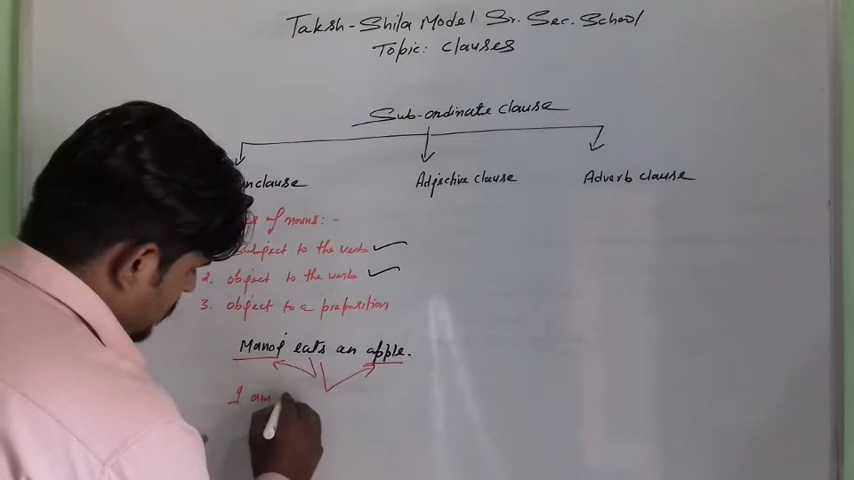 Taksh-Shila Model Sr. Sec. School
Topic: Clauses
Sub-ordinate clause
clause Adjective clause Adverb clause
of nouns:-
subject to the verb ✓
2. object to the verb ✓
3. object to a preposition
Manoj eats an apple.
I am